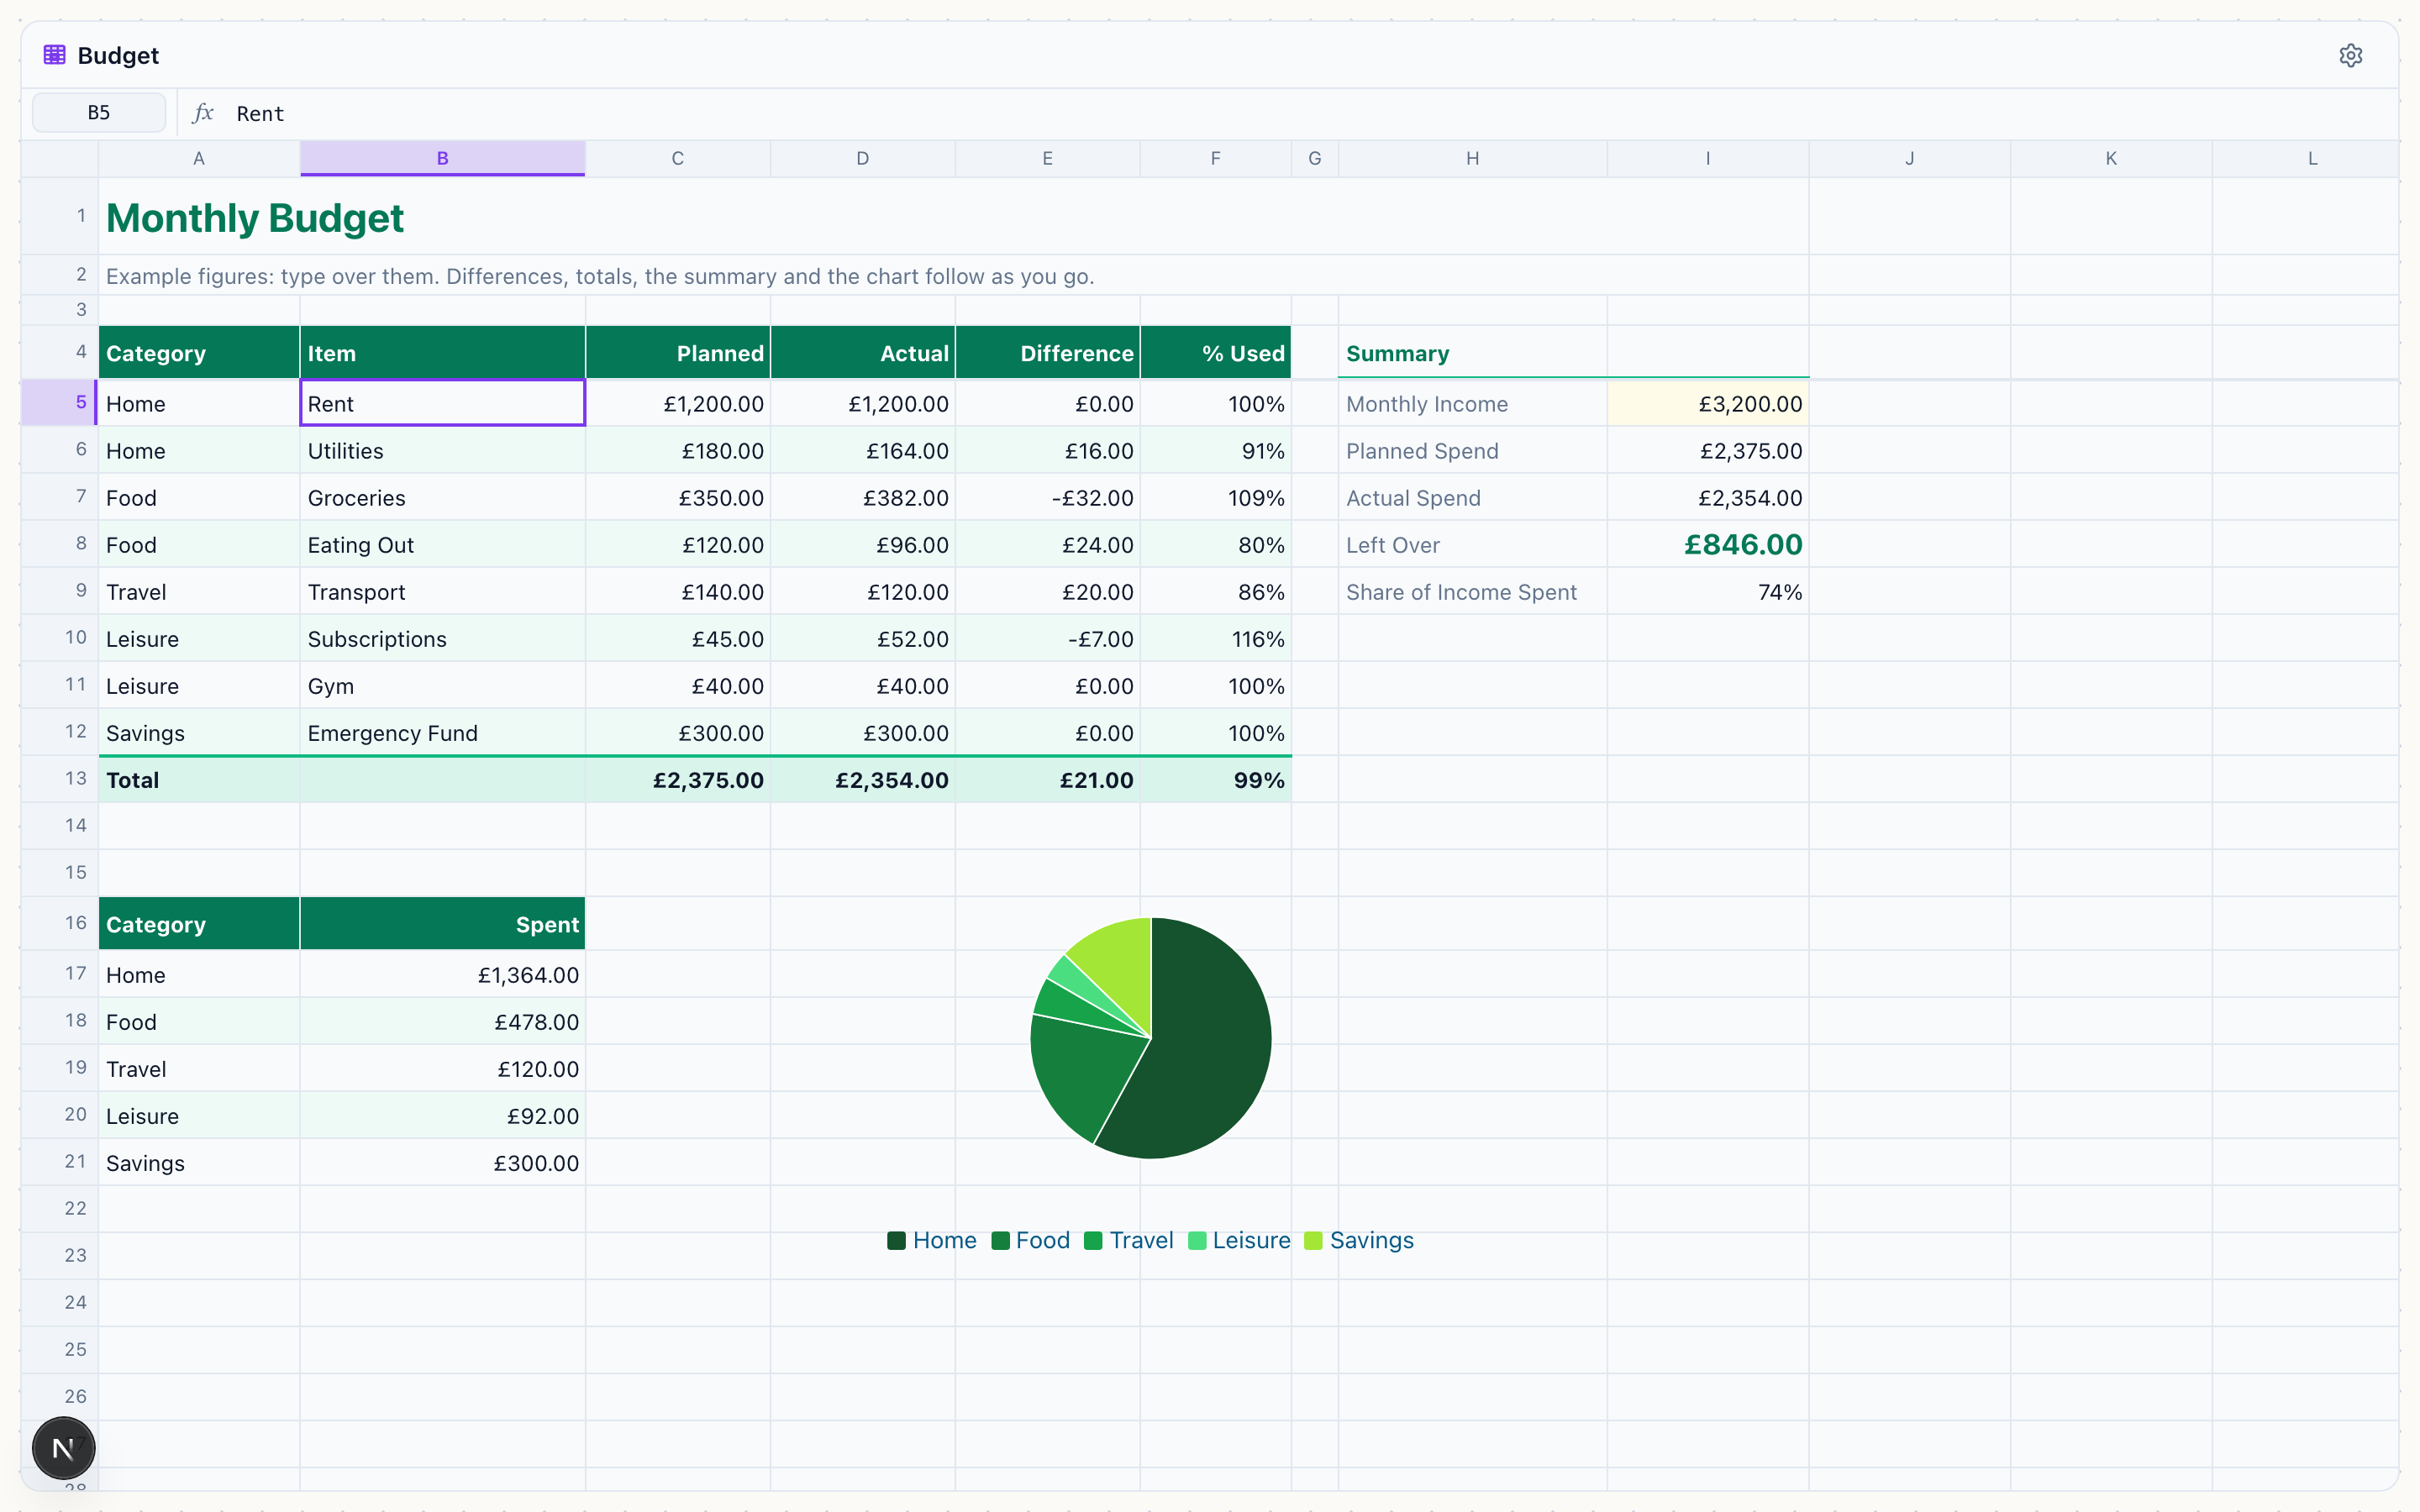 Budget
B5 fx Rent
A B C D E F G H I J K L
1 Monthly Budget
2 Example figures: type over them. Differences, totals, the summary and the chart follow as you go.
3
4 Category Item Planned Actual Difference % Used Summary
5 Home Rent £1,200.00 £1,200.00 £0.00 100% Monthly Income £3,200.00
6 Home Utilities £180.00 £164.00 £16.00 91% Planned Spend £2,375.00
7 Food Groceries £350.00 £382.00 -£32.00 109% Actual Spend £2,354.00
8 Food Eating Out £120.00 £96.00 £24.00 80% Left Over £846.00
9 Travel Transport £140.00 £120.00 £20.00 86% Share of Income Spent 74%
10 Leisure Subscriptions £45.00 £52.00 -£7.00 116%
11 Leisure Gym £40.00 £40.00 £0.00 100%
12 Savings Emergency Fund £300.00 £300.00 £0.00 100%
13 Total £2,375.00 £2,354.00 £21.00 99%
14
15
16 Category Spent
17 Home £1,364.00
18 Food £478.00
19 Travel £120.00
20 Leisure £92.00
21 Savings £300.00
22
Home Food Travel Leisure Savings
23
24
25
26
N
28